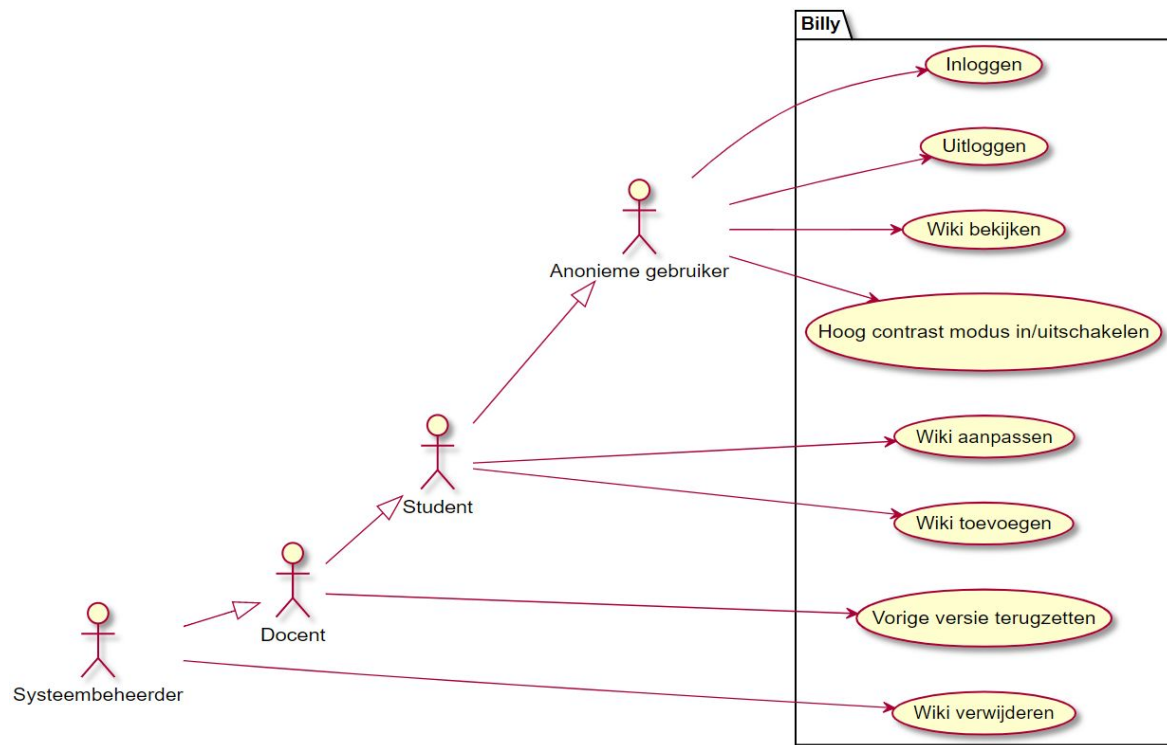 Billy
Inloggen
Uitloggen
Wiki bekijken
Anonieme gebruiker
Hoog contrast modus in/uitschakelen
Wiki aanpassen
Student
Wiki toevoegen
Vorige versie terugzetten
Docent
Systeembeheerder
Wiki verwijderen